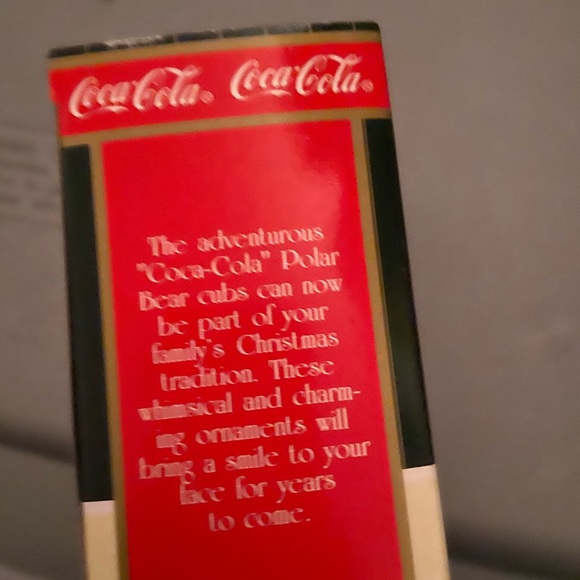 Coca-Cola® Coca-Cola®
The adventurous
"Coca-Cola" Polar
Bear cubs can now
be part of your
family's Christmas
tradition. These
whimsical and charm-
ing ornaments will
bring a smile to your
face for years
to come.